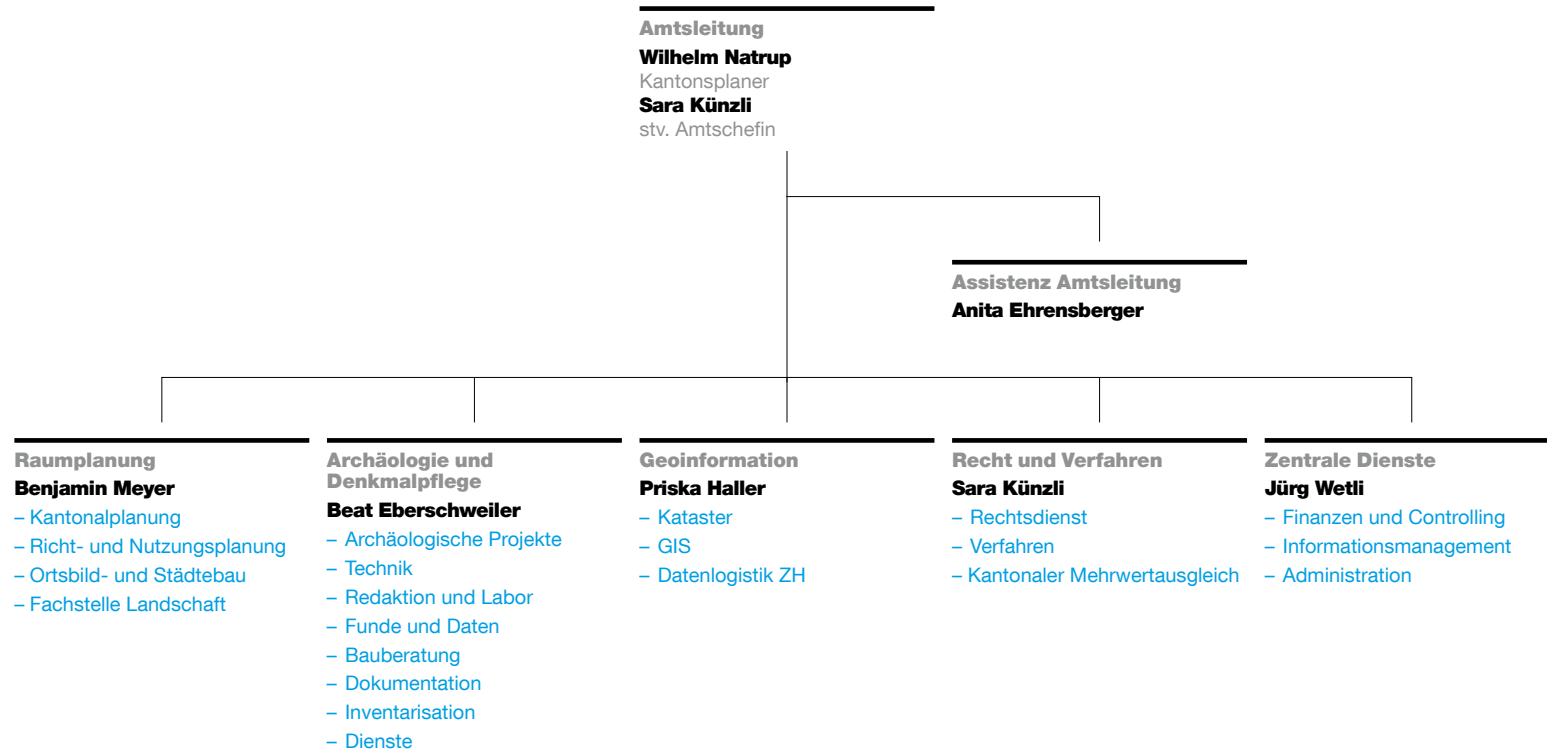 Amtsleitung
Wilhelm Natrup
Kantonsplaner
Sara Künzli
stv. Amtschefin
Assistenz Amtsleitung
Anita Ehrensberger
Raumplanung
Benjamin Meyer
– Kantonalplanung
– Richt- und Nutzungsplanung
– Ortsbild- und Städtebau
– Fachstelle Landschaft
Archäologie und
Denkmalpflege
Beat Eberschweiler
– Archäologische Projekte
– Technik
– Redaktion und Labor
– Funde und Daten
– Bauberatung
– Dokumentation
– Inventarisation
– Dienste
Geoinformation
Priska Haller
– Kataster
– GIS
– Datenlogistik ZH
Recht und Verfahren
Sara Künzli
– Rechtsdienst
– Verfahren
– Kantonaler Mehrwertausgleich
Zentrale Dienste
Jürg Wetli
– Finanzen und Controlling
– Informationsmanagement
– Administration